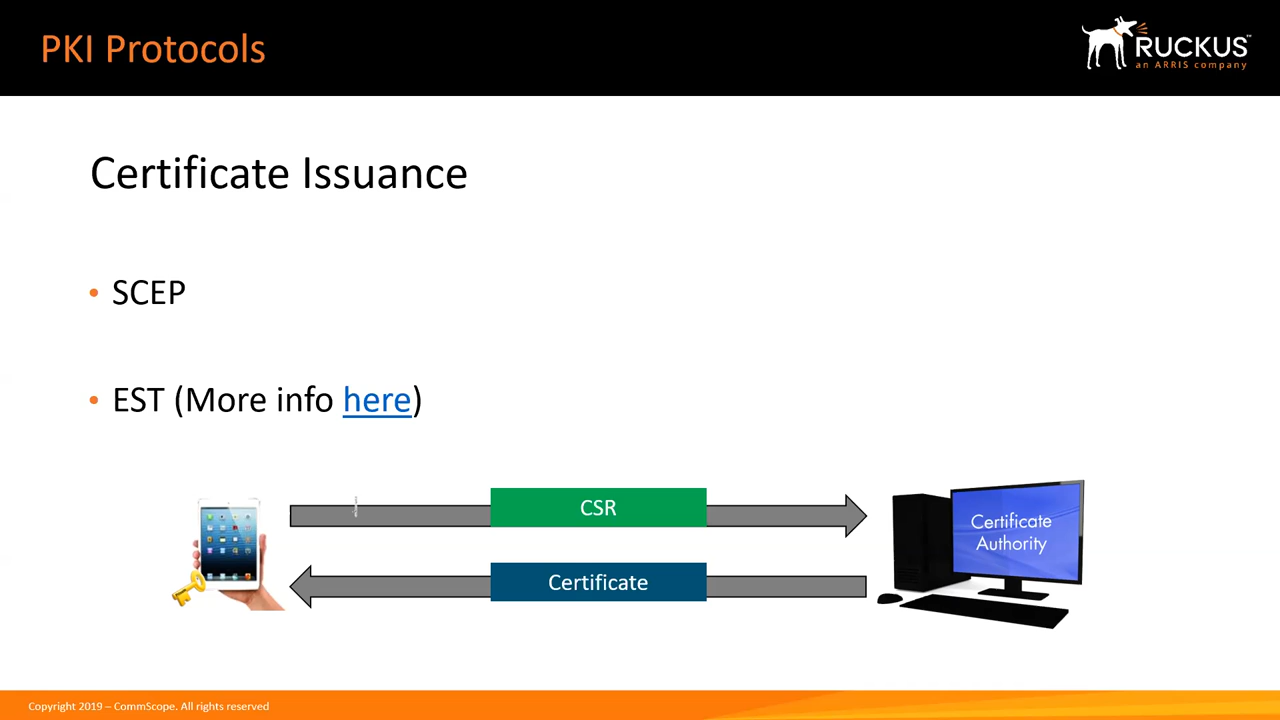 PKI Protocols
RUCKUS™
an ARRIS company
Certificate Issuance
• SCEP
• EST (More info here)
CSR
Certificate
Authority
Certificate
Copyright 2019 – CommScope. All rights reserved